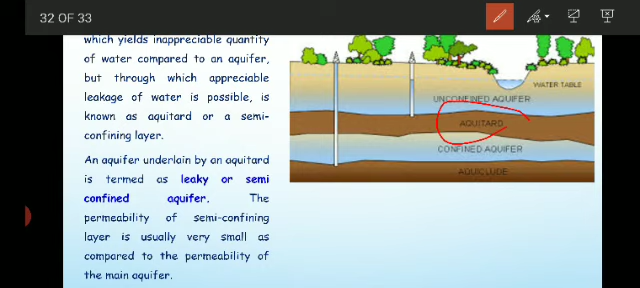 32 OF 33
which yields inappreciable quantity
of water compared to an aquifer,
but through which appreciable
leakage of water is possible, is
known as aquitard or a semi-
confining layer.
An aquifer underlain by an aquitard
is termed as leaky or semi
confined aquifer. The
permeability of semi-confining
layer is usually very small as
compared to the permeability of
the main aquifer.
WATER TABLE
UNCONFINED AQUIFER
AQUITARD
CONFINED AQUIFER
AQUICLUDE